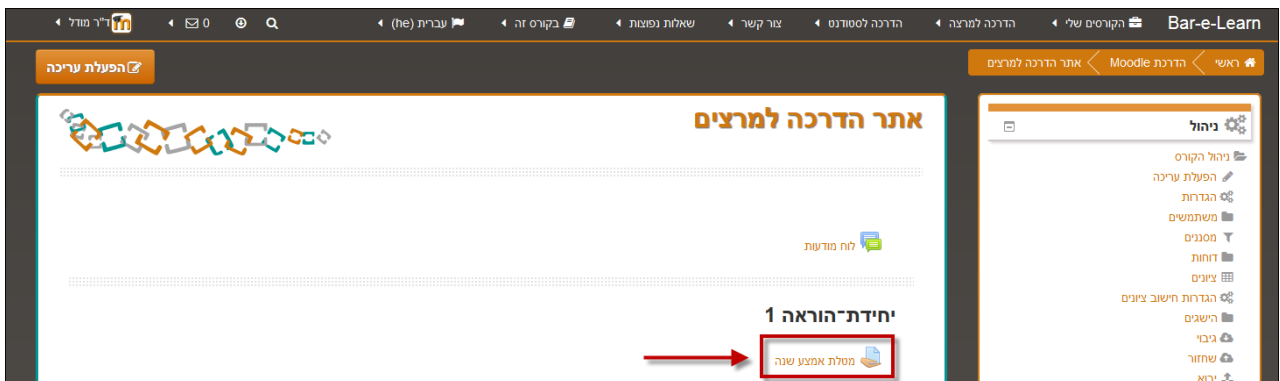 Bar-e-Learn הקורסים שלי הדרכה למרצה הדרכה לסטודנט צור קשר שאלות נפוצות בקורס זה עברית (he) 0 ד"ר מודל
ראשי הדרכת Moodle אתר הדרכה למרצים
הפעלת עריכה
ניהול
ניהול הקורס
הפעלת עריכה
הגדרות
משתמשים
מסננים
דוחות
ציונים
הגדרות חישוב ציונים
הישגים
גיבוי
שחזור
יבוא
אתר הדרכה למרצים
לוח מודעות
יחידת־הוראה 1
מטלת אמצע שנה